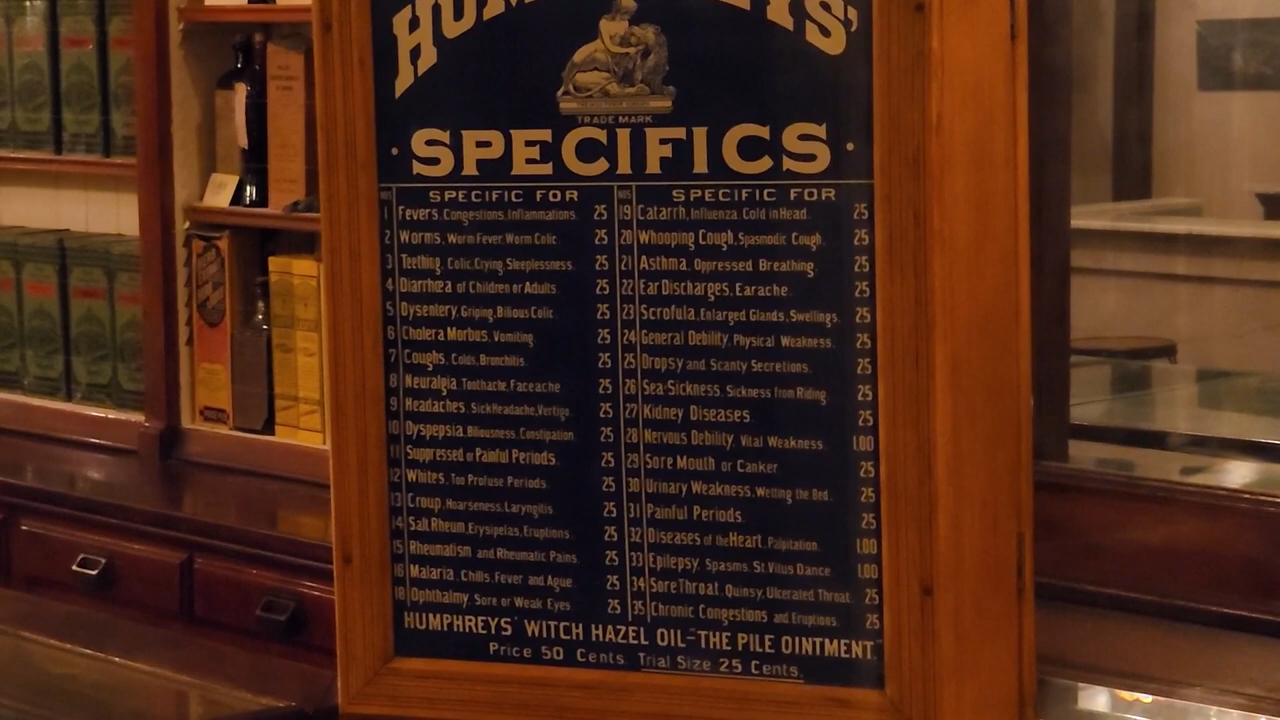 HUMPHREYS'
TRADE MARK
· SPECIFICS ·
NOS SPECIFIC FOR
1 Fevers, Congestions, Inflammations. 25
2 Worms, Worm Fever, Worm Colic. 25
3 Teething, Colic, Crying, Sleeplessness. 25
4 Diarrhœa of Children or Adults. 25
5 Dysentery, Griping, Bilious Colic. 25
6 Cholera Morbus, Vomiting. 25
7 Coughs, Colds, Bronchitis. 25
8 Neuralgia, Toothache, Faceache 25
9 Headaches, Sick Headache, Vertigo. 25
10 Dyspepsia, Biliousness, Constipation. 25
11 Suppressed or Painful Periods. 25
12 Whites, Too Profuse Periods. 25
13 Croup, Hoarseness, Laryngitis. 25
14 Salt Rheum, Erysipelas, Eruptions. 25
15 Rheumatism and Rheumatic Pains. 25
16 Malaria, Chills, Fever and Ague. 25
18 Ophthalmy, Sore or Weak Eyes. 25
NOS SPECIFIC FOR
19 Catarrh, Influenza, Cold in Head. 25
20 Whooping Cough, Spasmodic Cough. 25
21 Asthma, Oppressed Breathing. 25
22 Ear Discharges, Earache. 25
23 Scrofula, Enlarged Glands, Swellings. 25
24 General Debility, Physical Weakness. 25
25 Dropsy and Scanty Secretions. 25
26 Sea-Sickness, Sickness from Riding. 25
27 Kidney Diseases. 25
28 Nervous Debility, Vital Weakness. 1.00
29 Sore Mouth or Canker. 25
30 Urinary Weakness, Wetting the Bed. 25
31 Painful Periods. 25
32 Diseases of the Heart, Palpitation. 1.00
33 Epilepsy, Spasms, St. Vitus Dance. 1.00
34 Sore Throat, Quinsy, Ulcerated Throat. 25
35 Chronic Congestions and Eruptions. 25
HUMPHREYS' WITCH HAZEL OIL-"THE PILE OINTMENT."
Price 50 Cents. Trial Size 25 Cents.